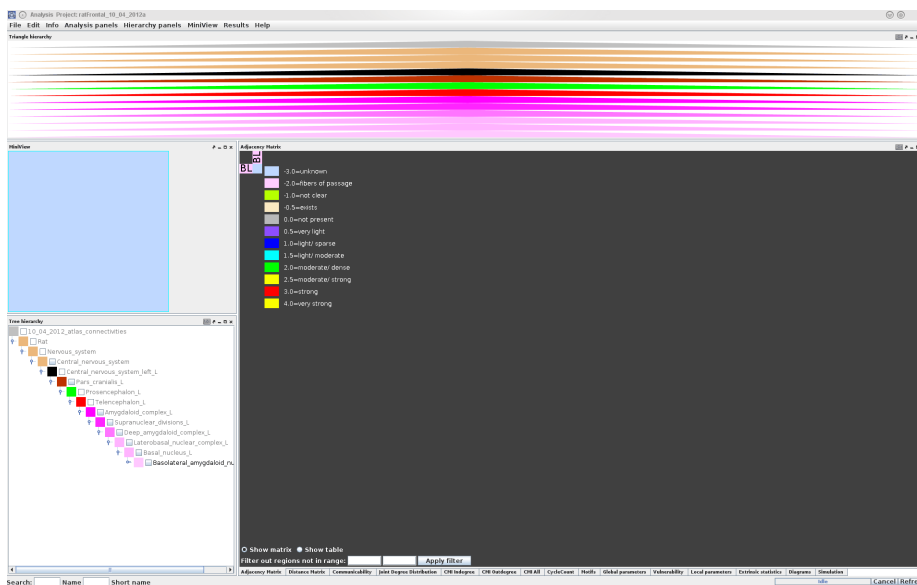 Analysis Project: ratFrontal_10_04_2012a
File Edit Info Analysis panels Hierarchy panels MiniView Results Help
Triangle hierarchy
MiniView
Adjacency Matrix
BL
BL
-3.0=unknown
-2.0=fibers of passage
-1.0=not clear
-0.5=exists
0.0=not present
0.5=very light
1.0=light/ sparse
1.5=light/ moderate
2.0=moderate/ dense
2.5=moderate/ strong
3.0=strong
4.0=very strong
Tree hierarchy
10_04_2012_atlas_connectivities
Rat
Nervous_system
Central_nervous_system
Central_nervous_system_left_L
Pars_cranialis_L
Prosencephalon_L
Telencephalon_L
Amygdaloid_complex_L
Supranuclear_divisions_L
Deep_amygdaloid_complex_L
Laterobasal_nuclear_complex_L
Basal_nucleus_L
Basolateral_amygdaloid_nu
Show matrix Show table
Filter out regions not in range: Apply filter
Adjacency Matrix Distance Matrix Communicability Joint Degree Distribution CMI Indegree CMI Outdegree CMI All CycleCount Motifs Global parameters Vulnerability Local parameters Extrinsic statistics Diagrams Simulation
Search: Name Short name Idle Cancel Refre